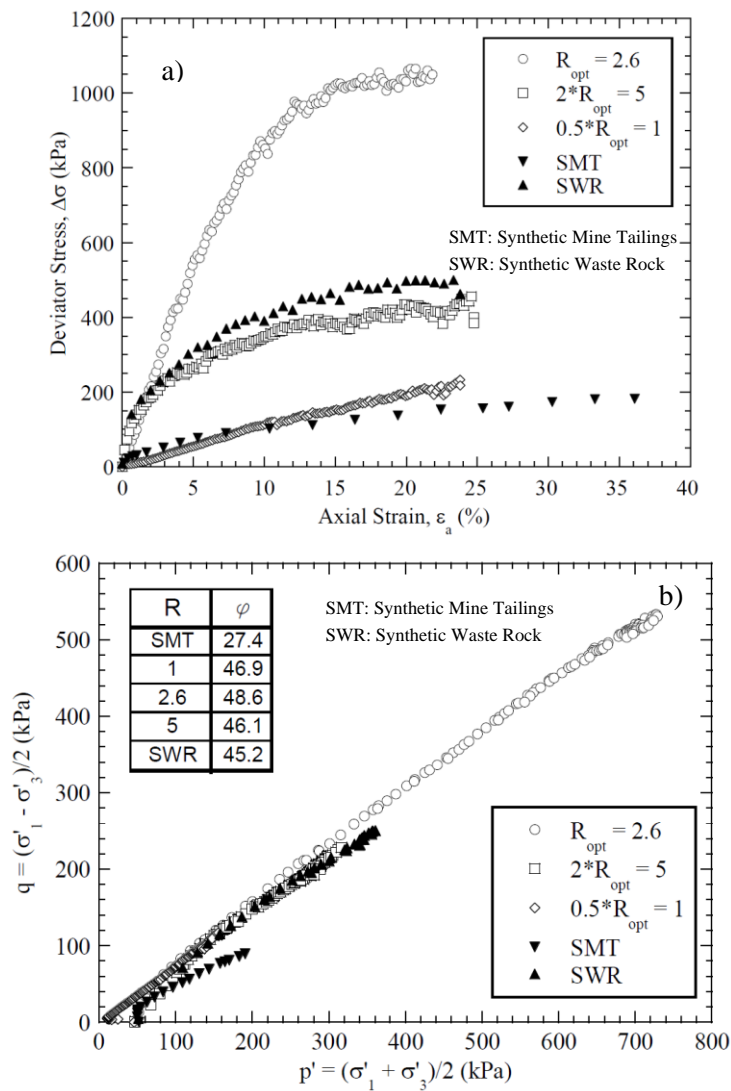 a)
1200
1000
800
600
400
200
0
Deviator Stress, Δσ (kPa)
R_opt = 2.6
2*R_opt = 5
0.5*R_opt = 1
SMT
SWR
SMT: Synthetic Mine Tailings
SWR: Synthetic Waste Rock
0 5 10 15 20 25 30 35 40
Axial Strain, ε_a (%)
b)
600
500
400
300
200
100
0
q = (σ'_1 - σ'_3)/2 (kPa)
R φ
SMT 27.4
1 46.9
2.6 48.6
5 46.1
SWR 45.2
SMT: Synthetic Mine Tailings
SWR: Synthetic Waste Rock
R_opt = 2.6
2*R_opt = 5
0.5*R_opt = 1
SMT
SWR
0 100 200 300 400 500 600 700 800
p' = (σ'_1 + σ'_3)/2 (kPa)